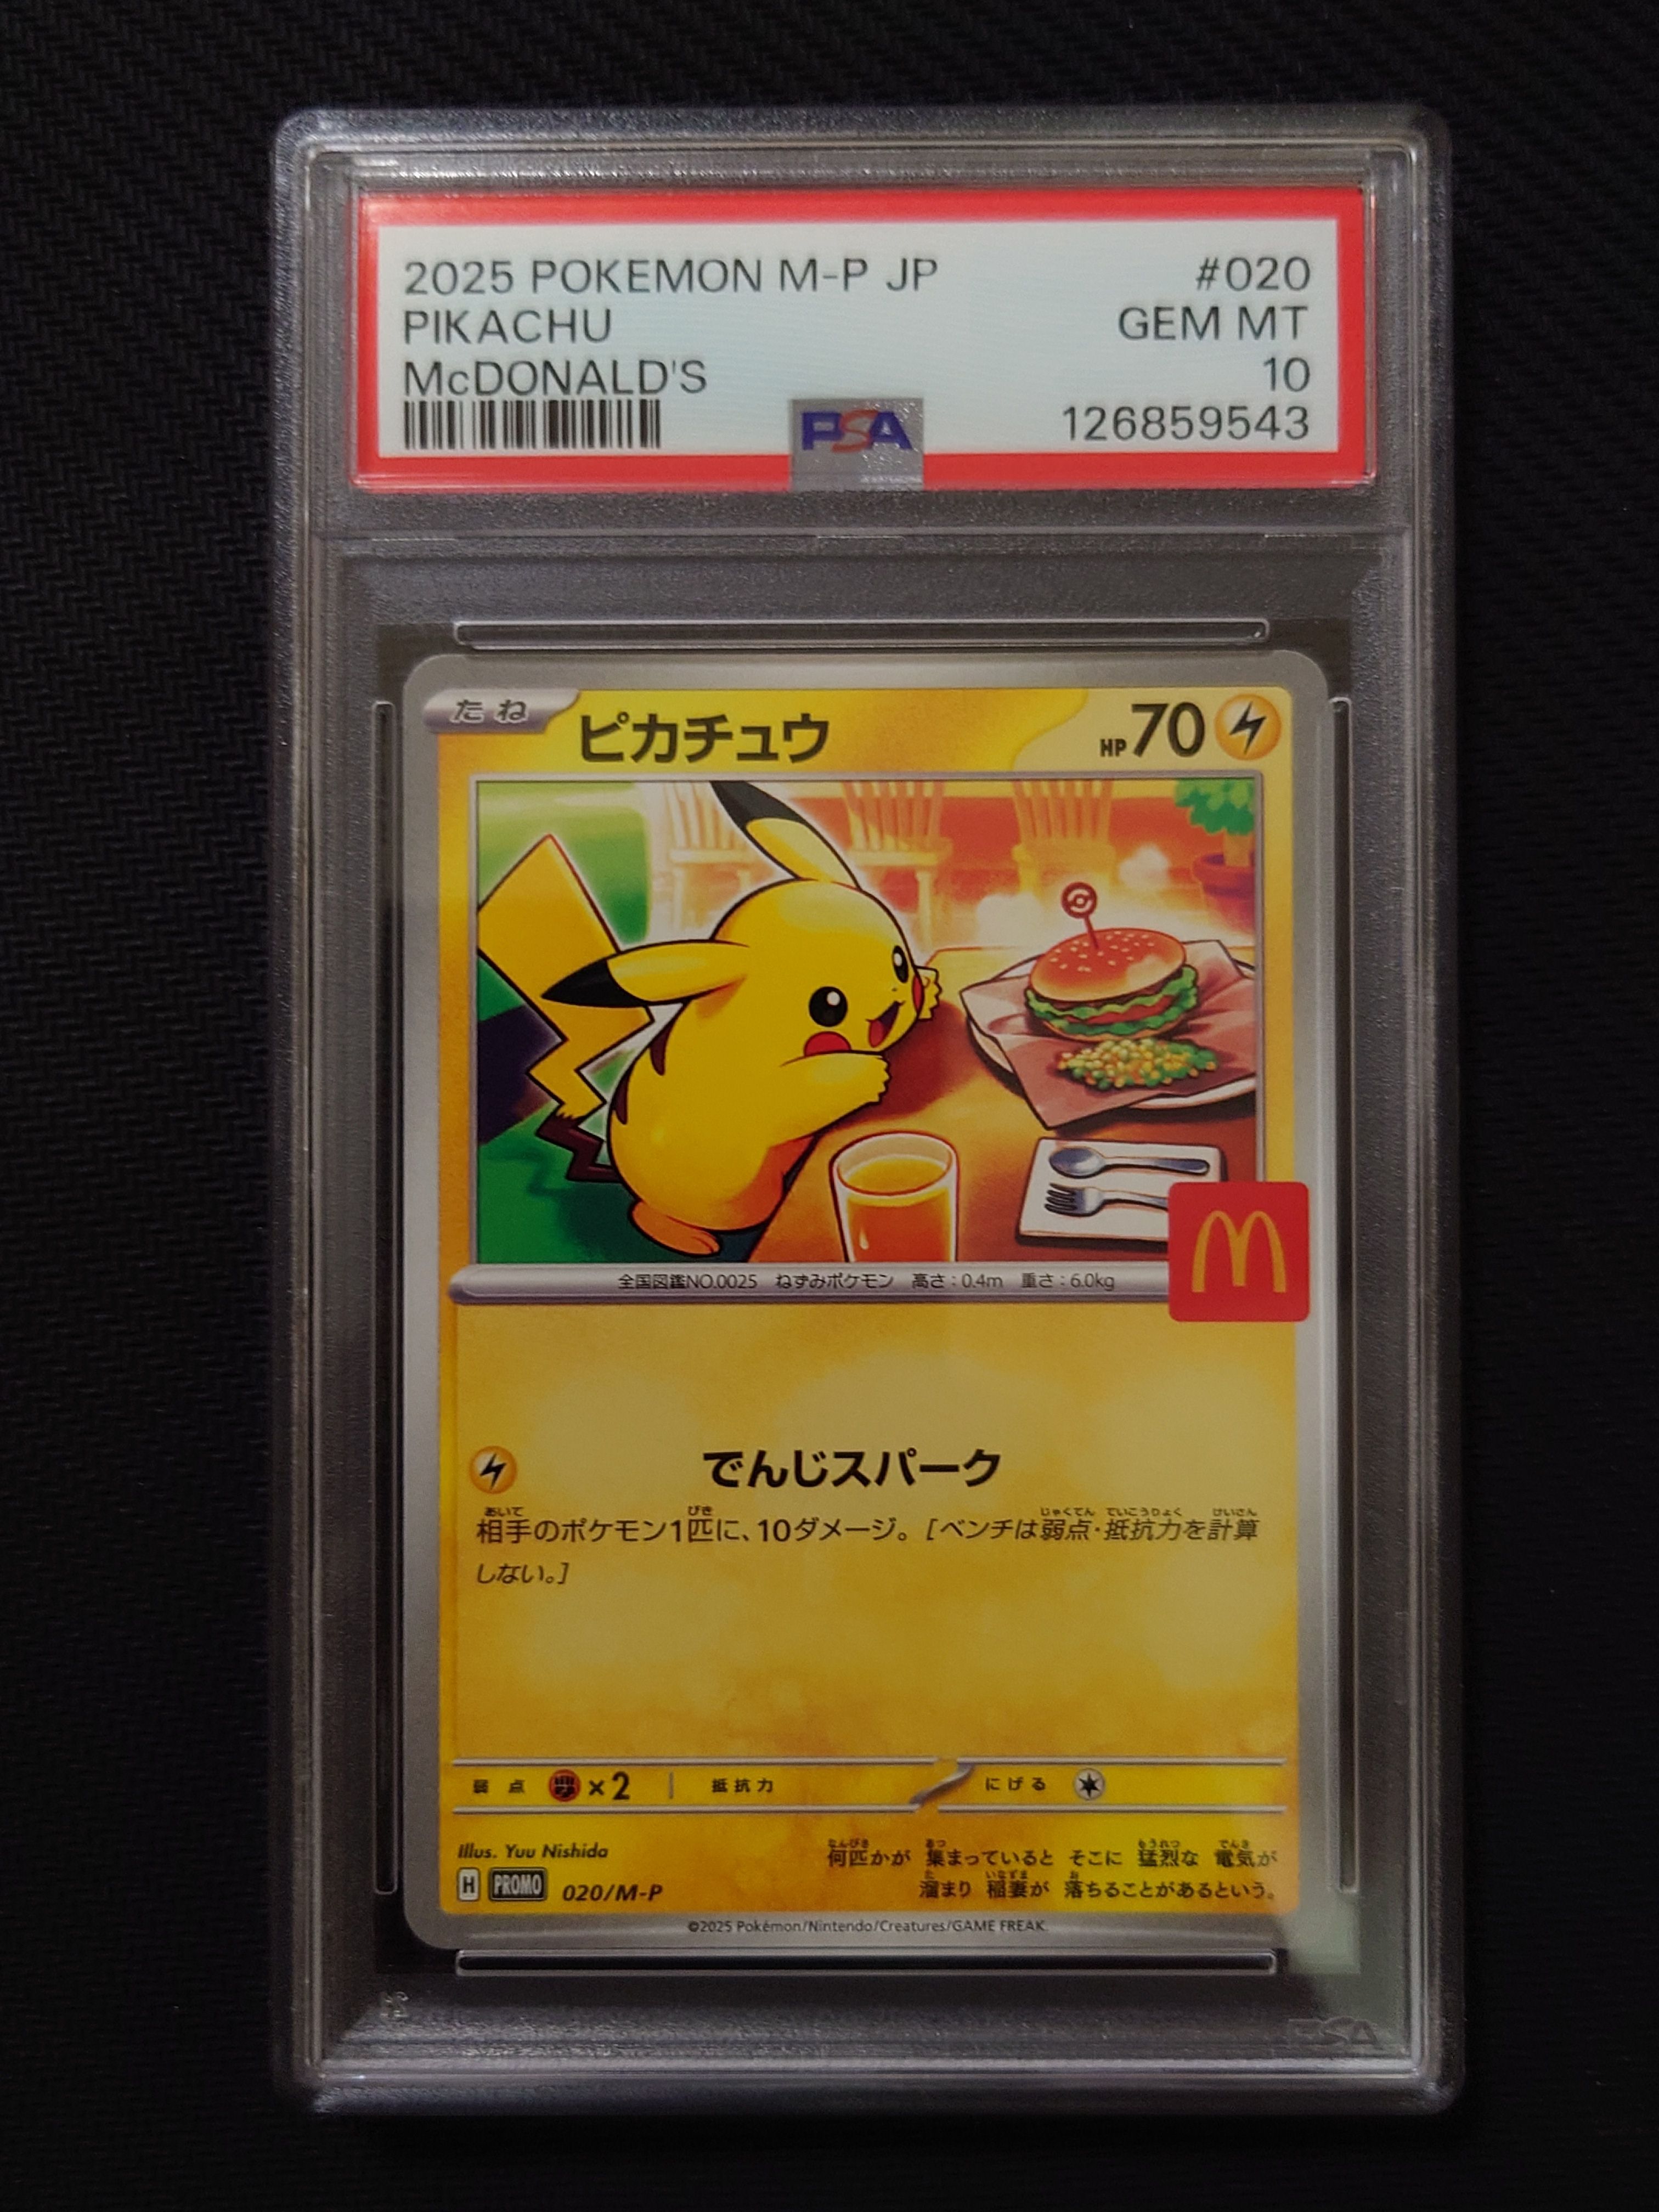 2025 POKEMON M-P JP #020
PIKACHU GEM MT
McDONALD'S 10
PSA 126859543
たね ピカチュウ HP70
全国図鑑NO.0025 ねずみポケモン 高さ:0.4m 重さ:6.0kg
M
でんじスパーク
相手のポケモン1匹に、10ダメージ。[ベンチは弱点・抵抗力を計算
しない。]
弱点 ×2 抵抗力 にげる
Illus. Yuu Nishida
何匹かが 集まっていると そこに 猛烈な 電気が
溜まり 稲妻が 落ちることがあるという。
H PROMO 020/M-P
©2025 Pokémon/Nintendo/Creatures/GAME FREAK.
PSA